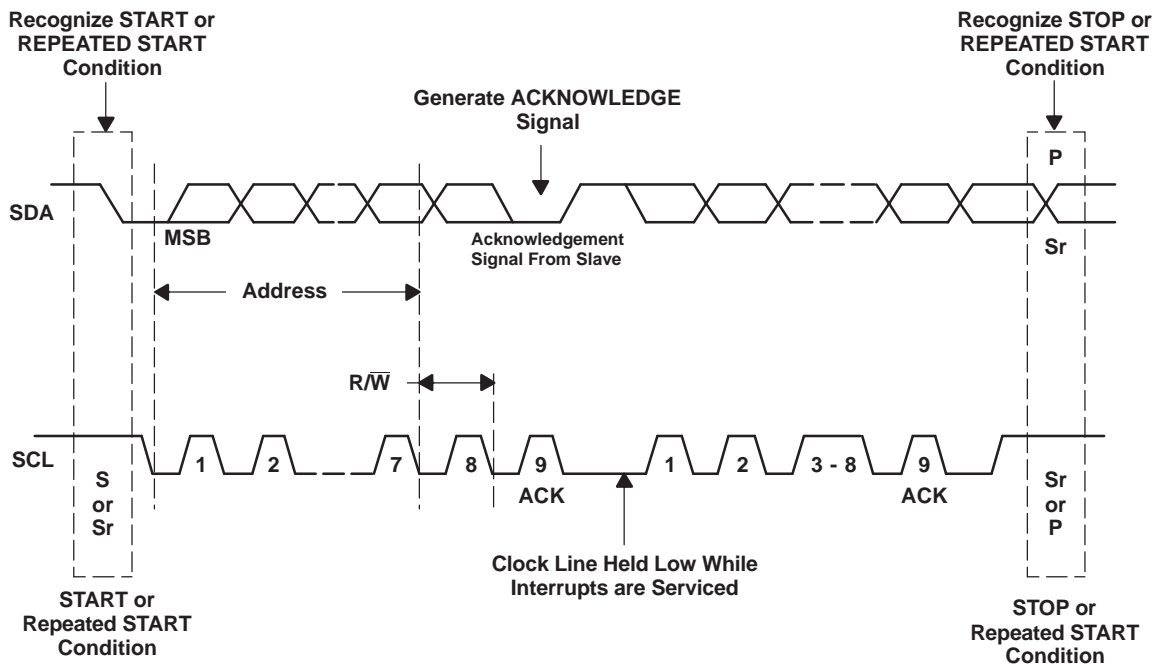 Recognize START or
REPEATED START
Condition
Recognize STOP or
REPEATED START
Condition
Generate ACKNOWLEDGE
Signal
P
SDA
MSB
Acknowledgement
Signal From Slave
Sr
Address
R/W̅
SCL
1
2
7
8
9
1
2
3 - 8
9
ACK
ACK
S
or
Sr
Sr
or
P
Clock Line Held Low While
Interrupts are Serviced
START or
Repeated START
Condition
STOP or
Repeated START
Condition